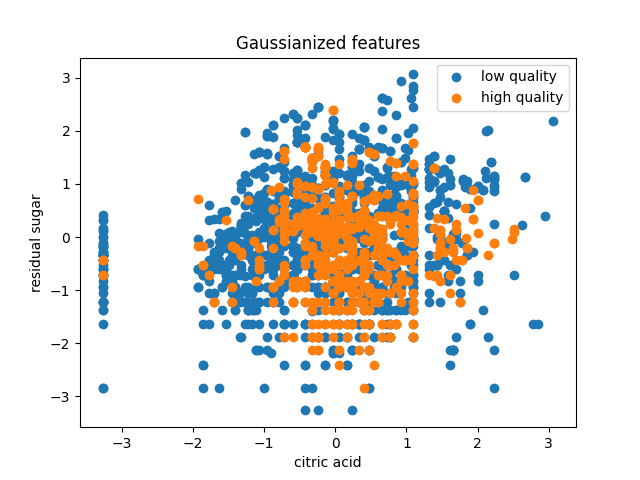 Gaussianized features
low quality
high quality
residual sugar
3
2
1
0
−1
−2
−3
−3
−2
−1
0
1
2
3
citric acid